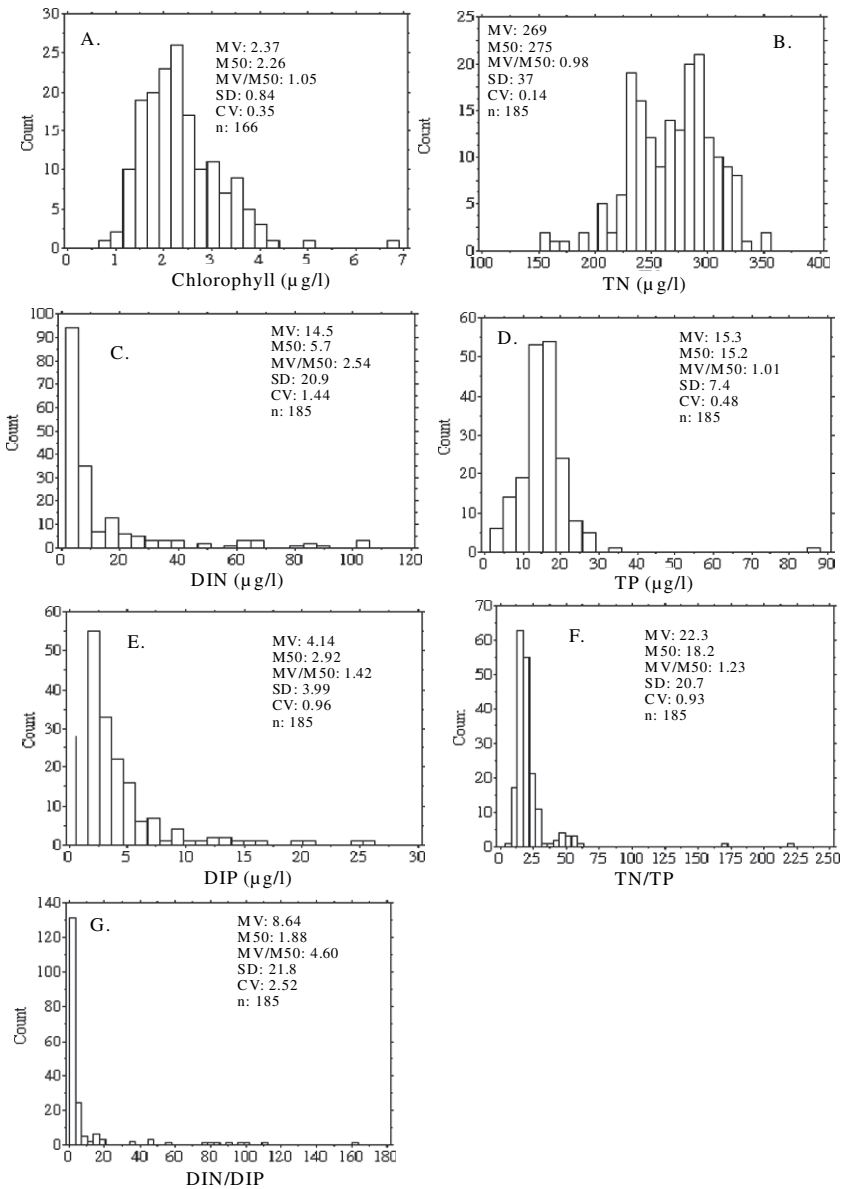 A.
MV: 2.37
M50: 2.26
MV/M50: 1.05
SD: 0.84
CV: 0.35
n: 166
Count
30
25
20
15
10
5
0
0 1 2 3 4 5 6 7
Chlorophyll (µg/l)
B.
MV: 269
M50: 275
MV/M50: 0.98
SD: 37
CV: 0.14
n: 185
Count
25
20
15
10
5
0
100 150 200 250 300 350 400
TN (µg/l)
C.
MV: 14.5
M50: 5.7
MV/M50: 2.54
SD: 20.9
CV: 1.44
n: 185
Count
100
90
80
70
60
50
40
30
20
10
0
0 20 40 60 80 100 120
DIN (µg/l)
D.
MV: 15.3
M50: 15.2
MV/M50: 1.01
SD: 7.4
CV: 0.48
n: 185
Count
60
50
40
30
20
10
0
0 10 20 30 40 50 60 70 80 90
TP (µg/l)
E.
MV: 4.14
M50: 2.92
MV/M50: 1.42
SD: 3.99
CV: 0.96
n: 185
Count
60
50
40
30
20
10
0
0 5 10 15 20 25 30
DIP (µg/l)
F.
MV: 22.3
M50: 18.2
MV/M50: 1.23
SD: 20.7
CV: 0.93
n: 185
Count
70
60
50
40
30
20
10
0
0 25 50 75 100 125 150 175 200 225 250
TN/TP
G.
MV: 8.64
M50: 1.88
MV/M50: 4.60
SD: 21.8
CV: 2.52
n: 185
Count
140
120
100
80
60
40
20
0
0 20 40 60 80 100 120 140 160 180
DIN/DIP